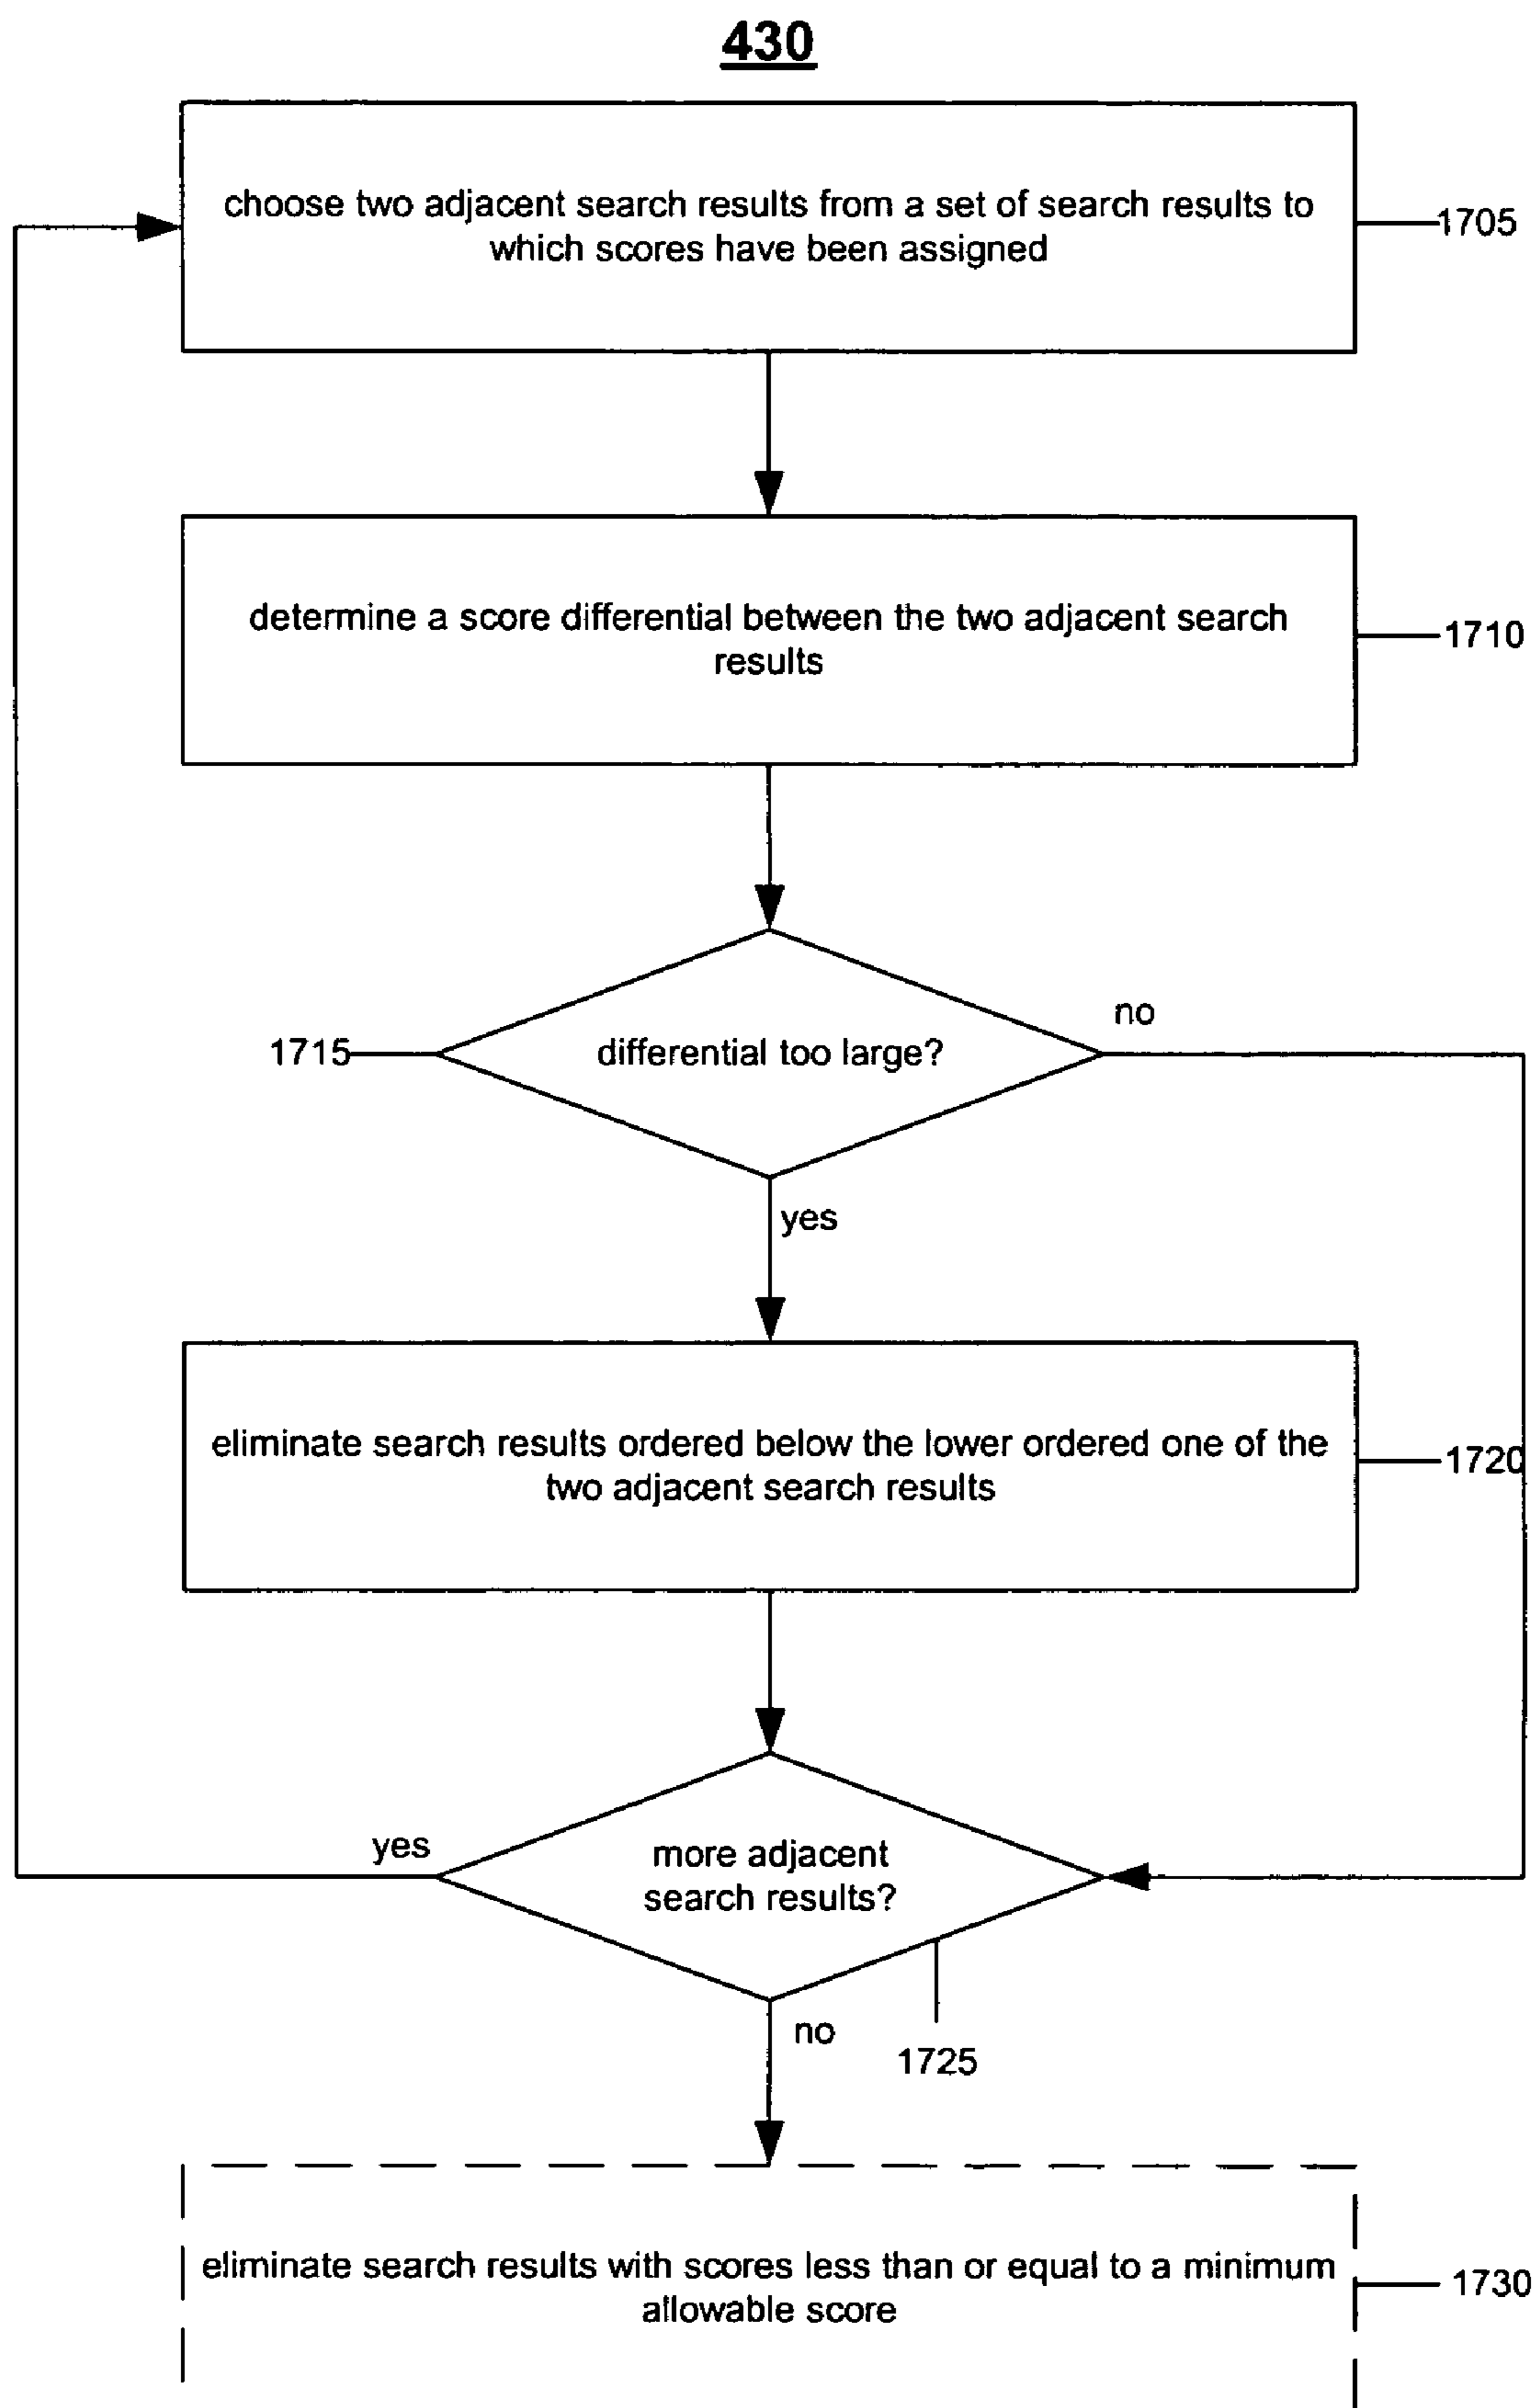 430
choose two adjacent search results from a set of search results to
which scores have been assigned
1705
determine a score differential between the two adjacent search
results
1710
no
1715
differential too large?
yes
eliminate search results ordered below the lower ordered one of the
two adjacent search results
1720
yes
more adjacent
search results?
no
1725
eliminate search results with scores less than or equal to a minimum
allowable score
1730